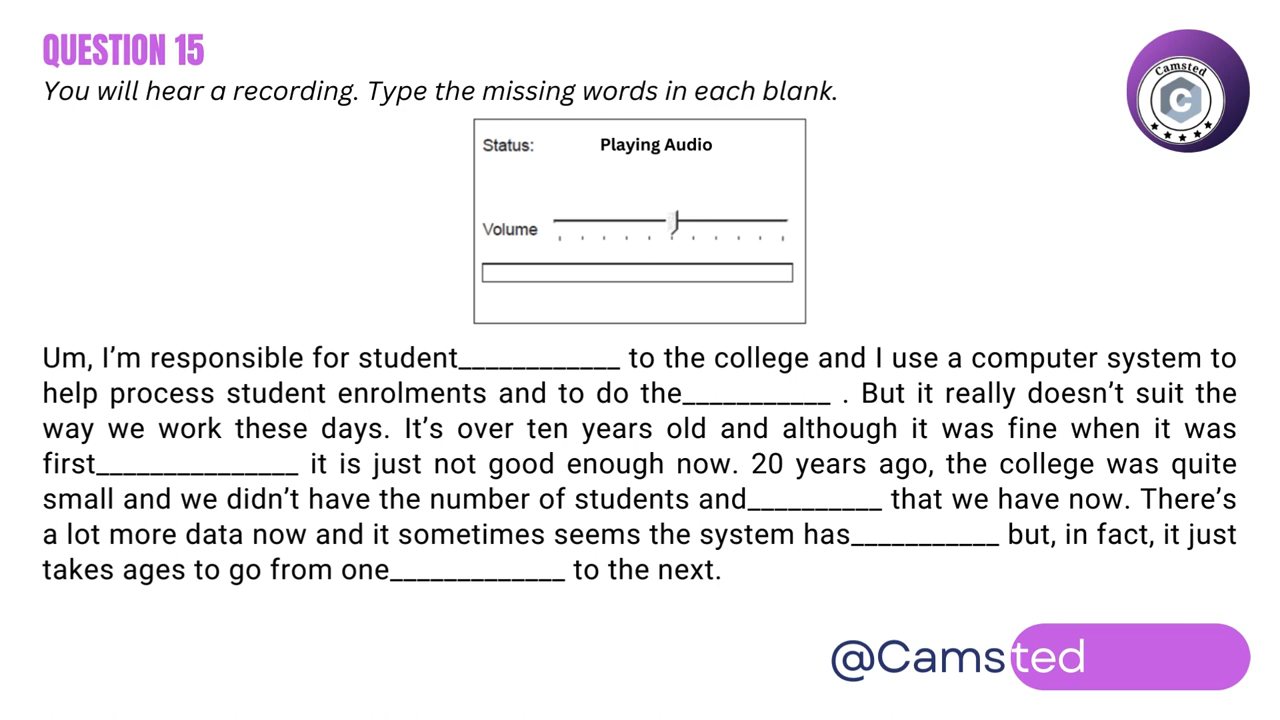 QUESTION 15
You will hear a recording. Type the missing words in each blank.
Camsted
C
Status: Playing Audio
Volume
Um, I’m responsible for student____________ to the college and I use a computer system to
help process student enrolments and to do the___________ . But it really doesn’t suit the
way we work these days. It’s over ten years old and although it was fine when it was
first_______________ it is just not good enough now. 20 years ago, the college was quite
small and we didn’t have the number of students and__________ that we have now. There’s
a lot more data now and it sometimes seems the system has___________ but, in fact, it just
takes ages to go from one_____________ to the next.
@Camsted